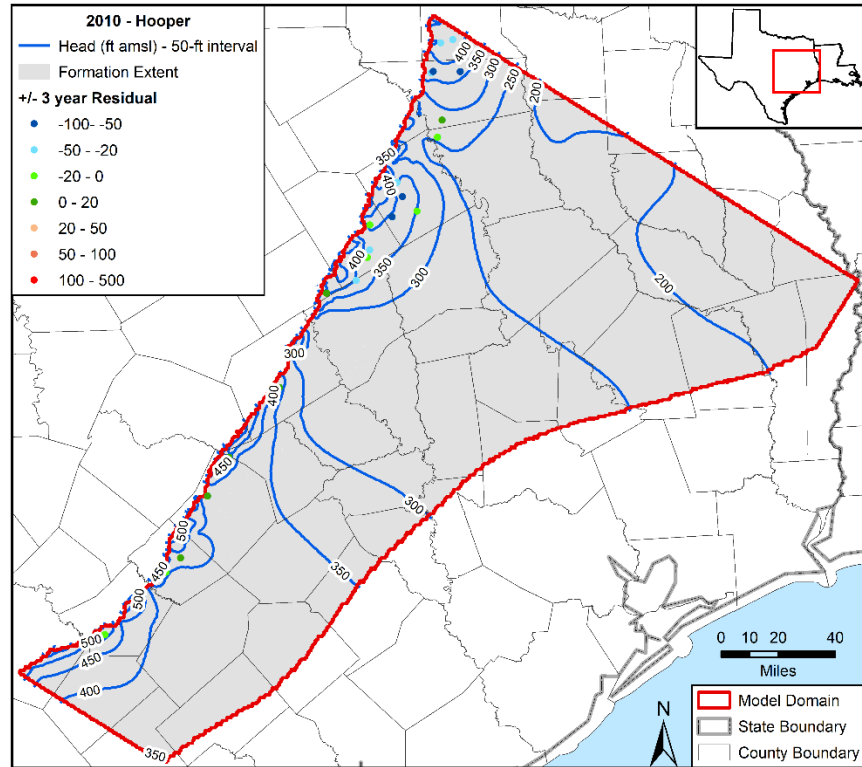 2010 - Hooper
Head (ft amsl) - 50-ft interval
Formation Extent
+/- 3 year Residual
-100- -50
-50 - -20
-20 - 0
0 - 20
20 - 50
50 - 100
100 - 500
400
350
300
250
200
350
400
400
350
300
200
300
400
450
300
500
450
350
500
500
450
400
350
0 10 20 40
Miles
N
Model Domain
State Boundary
County Boundary